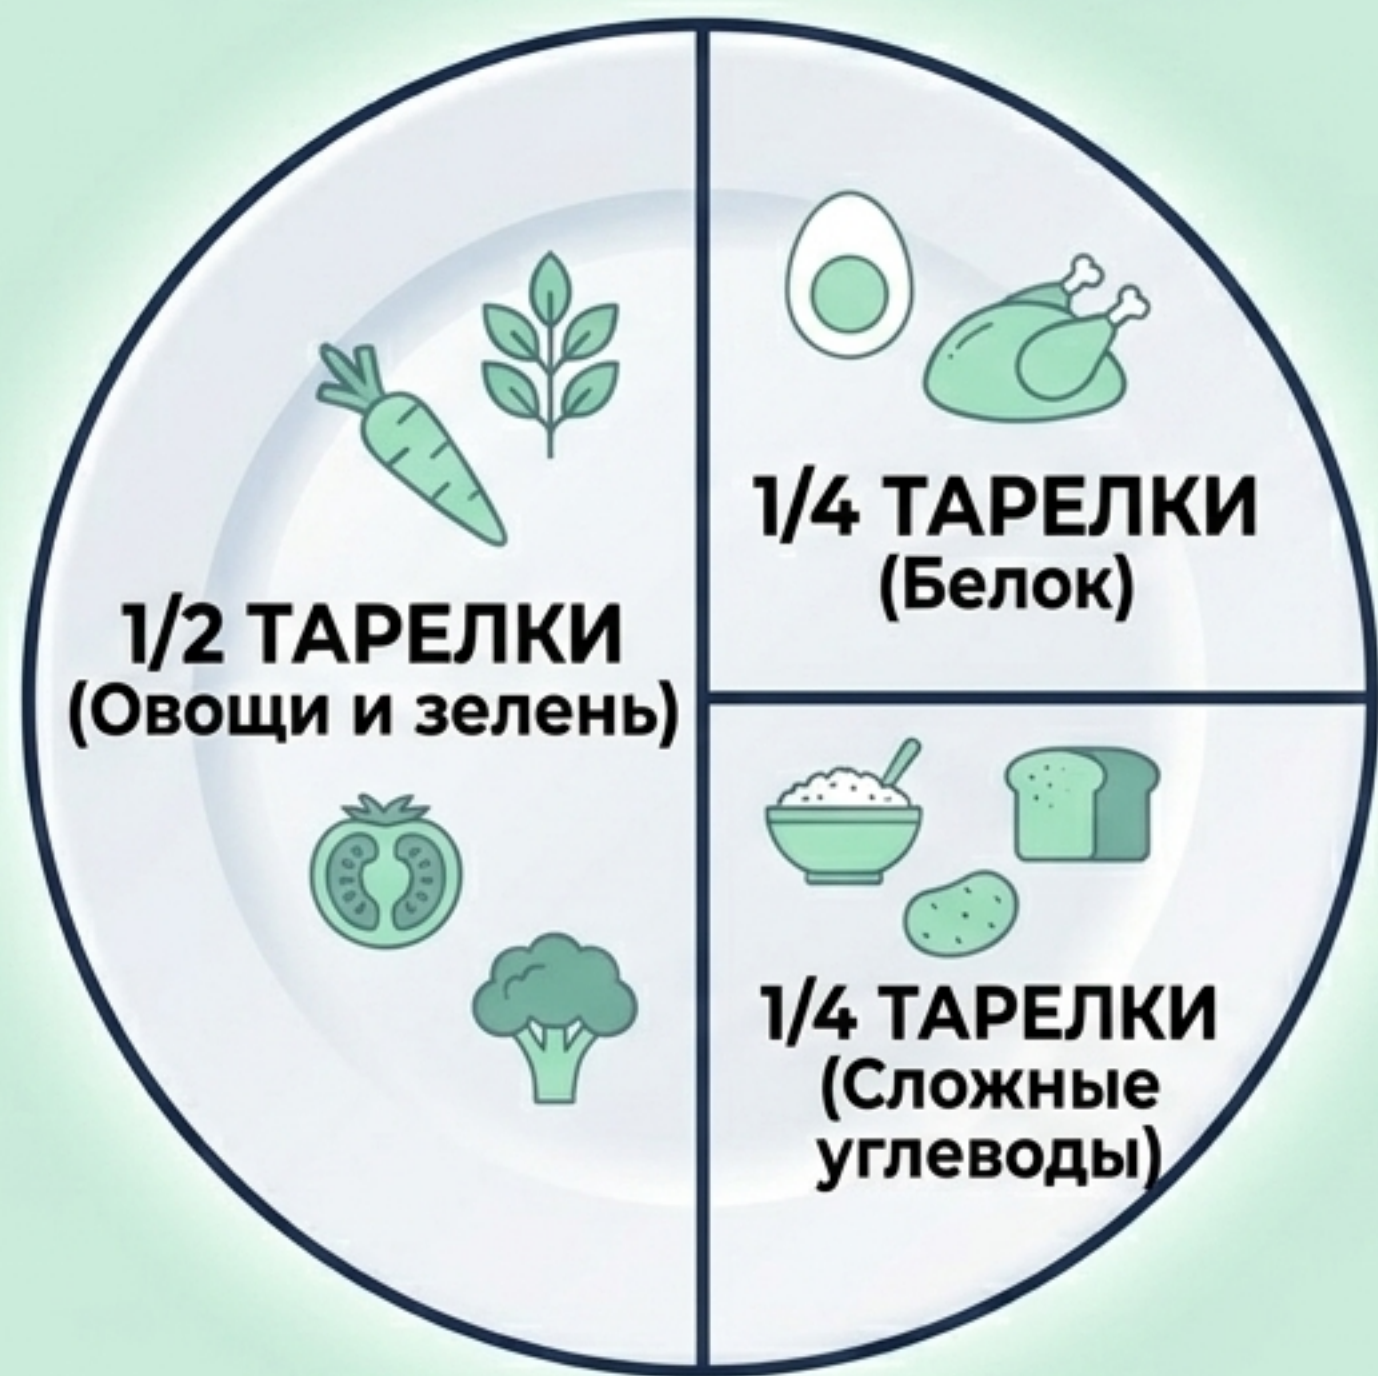 1/2 ТАРЕЛКИ
(Овощи и зелень)
1/4 ТАРЕЛКИ
(Белок)
1/4 ТАРЕЛКИ
(Сложные
углеводы)